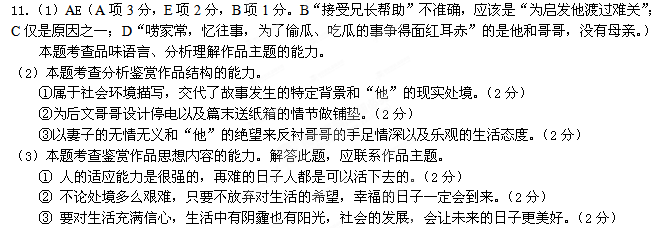 11.（1）AE（A 项 3 分，E 项 2 分，B 项 1 分。B“接受兄长帮助”不准确，应该是“为启发他渡过难关”；
C 仅是原因之一；D“唠家常，忆往事，为了偷瓜、吃瓜的事争得面红耳赤”的是他和哥哥，没有母亲。）
本题考查品味语言、分析理解作品主题的能力。
（2）本题考查分析鉴赏作品结构的能力。
①属于社会环境描写，交代了故事发生的特定背景和“他”的现实处境。（2 分）
②为后文哥哥设计停电以及篇末送纸箱的情节做铺垫。（2 分）
③以妻子的无情无义和“他”的绝望来反衬哥哥的手足情深以及乐观的生活态度。（2 分）
（3）本题考查鉴赏作品思想内容的能力。解答此题，应联系作品主题。
① 人的适应能力是很强的，再难的日子人都是可以活下去的。（2 分）
② 不论处境多么艰难，只要不放弃对生活的希望，幸福的日子一定会到来。（2 分）
③ 要对生活充满信心，生活中有阴霾也有阳光，社会的发展，会让未来的日子更美好。（2 分）